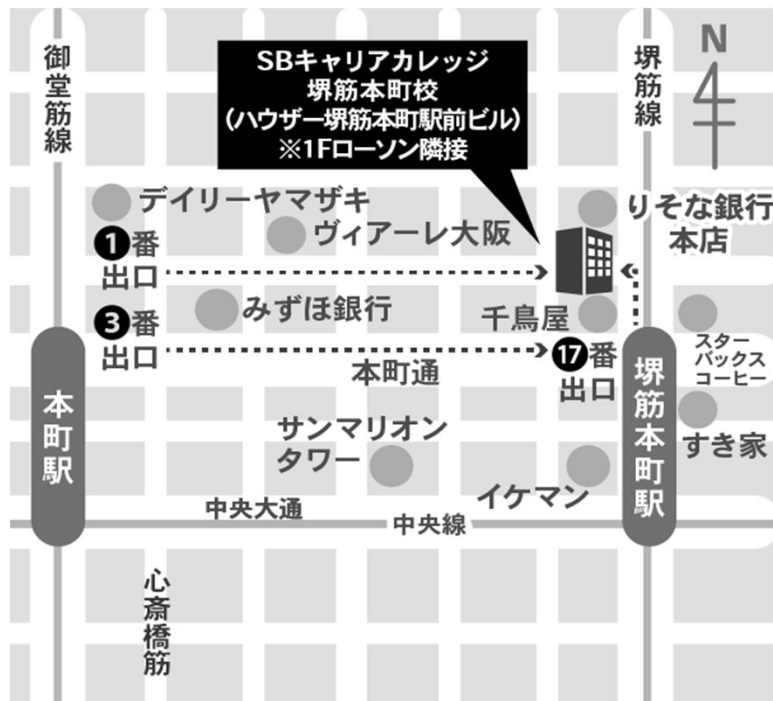 御堂筋線
SBキャリアカレッジ
堺筋本町校
(ハウザー堺筋本町駅前ビル)
※1Fローソン隣接
堺筋線
N
デイリーヤマザキ
りそな銀行
本店
1番
出口
ヴィアーレ大阪
みずほ銀行
千鳥屋
3番
出口
本町通
17番
出口
スター
バックス
コーヒー
本町駅
堺筋本町駅
サンマリオン
タワー
すき家
イケマン
中央大通
中央線
心斎橋筋